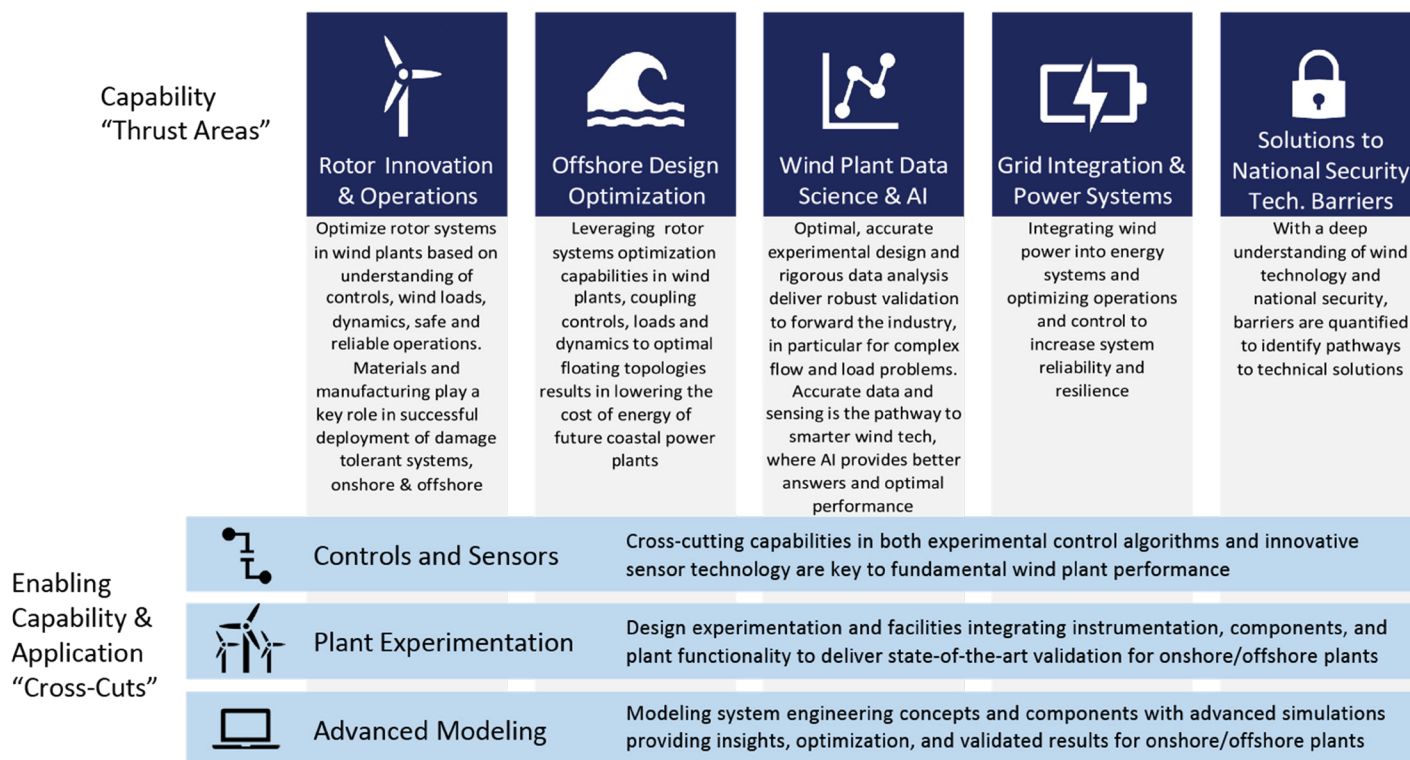 Capability
“Thrust Areas”
Rotor Innovation
& Operations
Optimize rotor systems
in wind plants based on
understanding of
controls, wind loads,
dynamics, safe and
reliable operations.
Materials and
manufacturing play a
key role in successful
deployment of damage
tolerant systems,
onshore & offshore
Offshore Design
Optimization
Leveraging rotor
systems optimization
capabilities in wind
plants, coupling
controls, loads and
dynamics to optimal
floating topologies
results in lowering the
cost of energy of
future coastal power
plants
Wind Plant Data
Science & AI
Optimal, accurate
experimental design and
rigorous data analysis
deliver robust validation
to forward the industry,
in particular for complex
flow and load problems.
Accurate data and
sensing is the pathway to
smarter wind tech,
where AI provides better
answers and optimal
performance
Grid Integration &
Power Systems
Integrating wind
power into energy
systems and
optimizing operations
and control to
increase system
reliability and
resilience
Solutions to
National Security
Tech. Barriers
With a deep
understanding of wind
technology and
national security,
barriers are quantified
to identify pathways
to technical solutions
Enabling
Capability &
Application
“Cross-Cuts”
Controls and Sensors
Cross-cutting capabilities in both experimental control algorithms and innovative
sensor technology are key to fundamental wind plant performance
Plant Experimentation
Design experimentation and facilities integrating instrumentation, components, and
plant functionality to deliver state-of-the-art validation for onshore/offshore plants
Advanced Modeling
Modeling system engineering concepts and components with advanced simulations
providing insights, optimization, and validated results for onshore/offshore plants